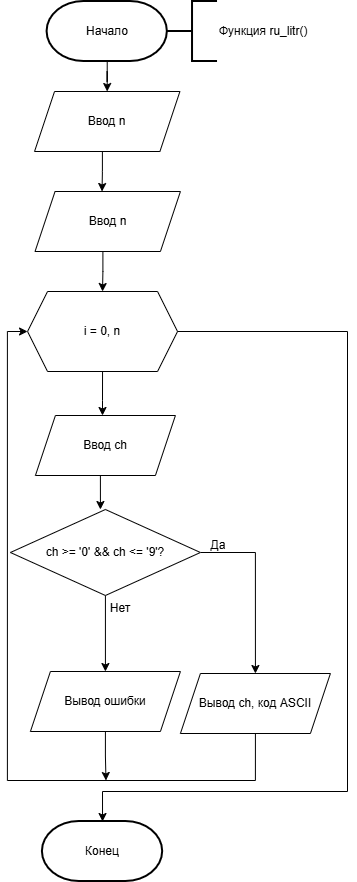 Начало
Функция ru_litr()
Ввод n
Ввод n
i = 0, n
Ввод ch
ch >= '0' && ch <= '9'?
Да
Нет
Вывод ошибки
Вывод ch, код ASCII
Конец